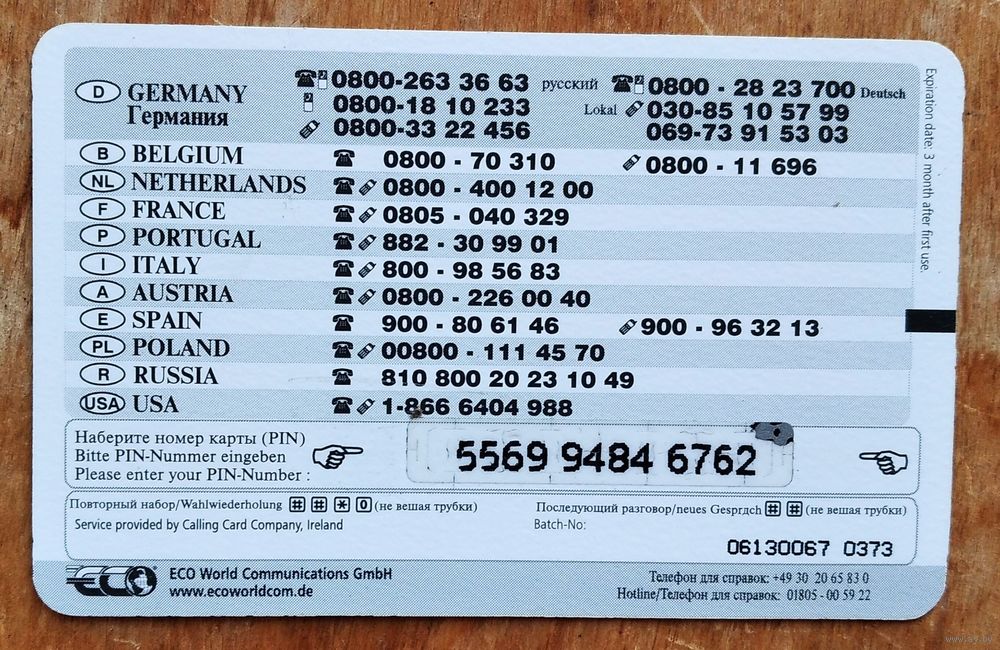 D GERMANY 0800-263 36 63 русский 0800 - 28 23 700 Deutsch
Германия 0800-18 10 233 Lokal 030-85 10 57 99
0800-33 22 456 069-73 91 53 03
B BELGIUM 0800 - 70 310 0800 - 11 696
NL NETHERLANDS 0800 - 400 12 00
F FRANCE 0805 - 040 329
P PORTUGAL 882 - 30 99 01
I ITALY 800 - 98 56 83
A AUSTRIA 0800 - 226 00 40
E SPAIN 900 - 80 61 46 900 - 96 32 13
PL POLAND 00800 - 111 45 70
R RUSSIA 810 800 20 23 10 49
USA USA 1-866 6404 988
Expiration date: 3 month after first use.
Наберите номер карты (PIN)
Bitte PIN-Nummer eingeben
Please enter your PIN-Number :
5569 9484 6762
Повторный набор/Wahlwiederholung # # * 0 (не вешая трубки)
Последующий разговор/neues Gesprdch # # (не вешая трубки)
Service provided by Calling Card Company, Ireland
Batch-No:
06130067 0373
ECO
ECO World Communications GmbH
www.ecoworldcom.de
Телефон для справок: +49 30 20 65 83 0
Hotline/Телефон для справок: 01805 - 00 59 22
www.ay.by